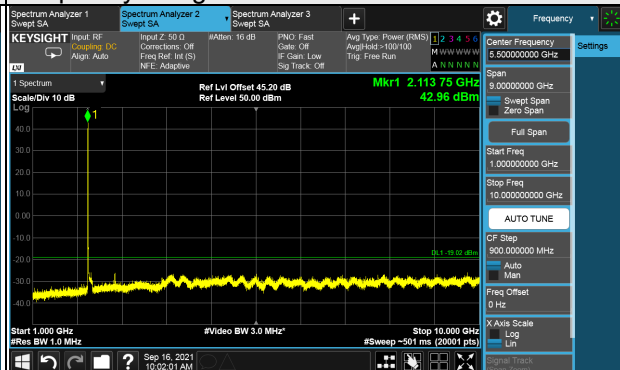 Spectrum Analyzer 1
Swept SA
Spectrum Analyzer 2
Swept SA
Spectrum Analyzer 3
Swept SA
+
Frequency
KEYSIGHT
LXI
Input: RF
Coupling: DC
Align: Auto
Input Z: 50 Ω
Corrections: Off
Freq Ref: Int (S)
NFE: Adaptive
#Atten: 16 dB
PNO: Fast
Gate: Off
IF Gain: Low
Sig Track: Off
Avg Type: Power (RMS)
Avg|Hold:>100/100
Trig: Free Run
1 2 3 4 5 6
M W W W W W
A N N N N N
1 Spectrum
Scale/Div 10 dB
Log
Ref Lvl Offset 45.20 dB
Ref Level 50.00 dBm
Mkr1 2.113 75 GHz
42.96 dBm
1
40.0
30.0
20.0
10.0
0.00
-10.0
-20.0
-30.0
-40.0
DL1 -19.02 dBm
Start 1.000 GHz
#Res BW 1.0 MHz
#Video BW 3.0 MHz*
Stop 10.000 GHz
#Sweep ~501 ms (20001 pts)
?
Sep 16, 2021
10:02:01 AM
Center Frequency
5.500000000 GHz
Settings
Span
9.00000000 GHz
Swept Span
Zero Span
Full Span
Start Freq
1.000000000 GHz
Stop Freq
10.000000000 GHz
AUTO TUNE
CF Step
900.000000 MHz
Auto
Man
Freq Offset
0 Hz
X Axis Scale
Log
Lin
Signal Track